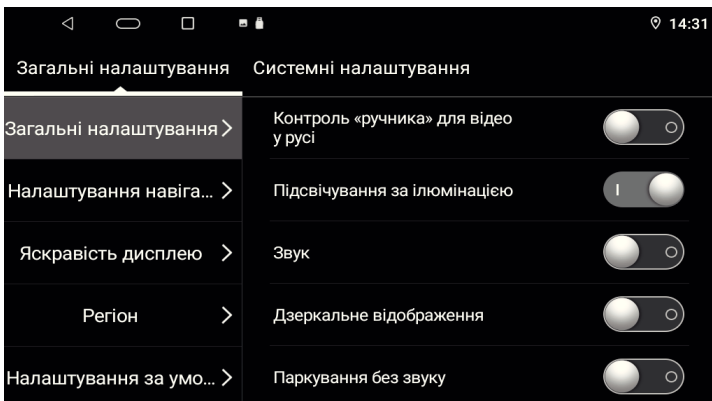 14:31
Загальні налаштування Системні налаштування
Загальні налаштування
Контроль «ручника» для відео
у русі
Налаштування навіга...
Підсвічування за ілюмінацією
Яскравість дисплею
Звук
Регіон
Дзеркальне відображення
Налаштування за умо...
Паркування без звуку